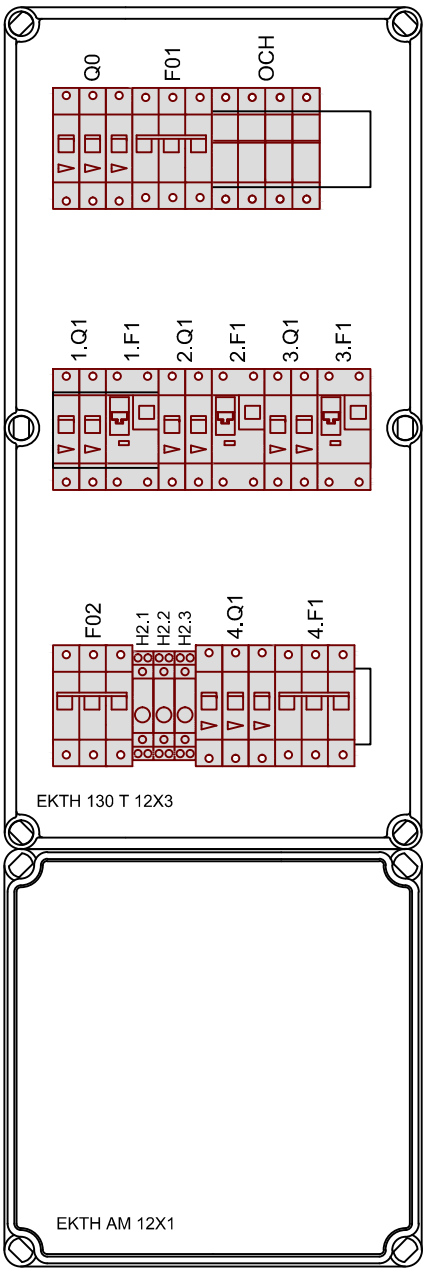 Q0
F01
OCH
1.Q1
1.F1
2.Q1
2.F1
3.Q1
3.F1
F02
H2.1
H2.2
H2.3
4.Q1
4.F1
EKTH 130 T 12X3
EKTH AM 12X1